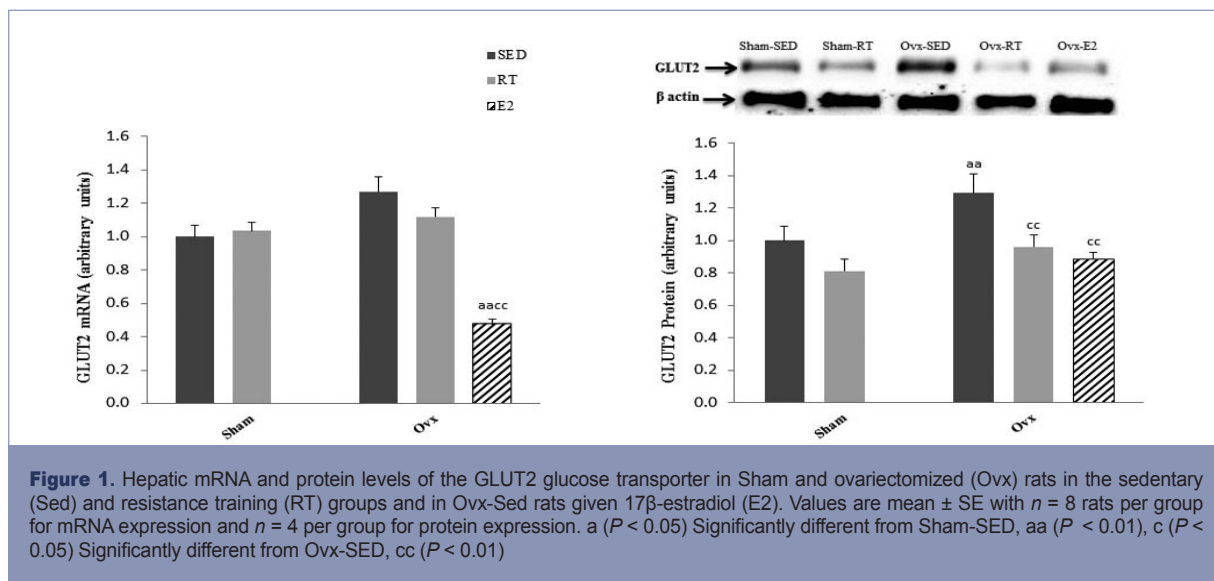 SED
RT
E2
GLUT2 mRNA (arbitrary units)
1.6
1.4
1.2
1.0
0.8
0.6
0.4
0.2
0.0
aacc
Sham
Ovx
Sham-SED Sham-RT Ovx-SED Ovx-RT Ovx-E2
GLUT2
β actin
GLUT2 Protein (arbitrary units)
1.6
1.4
1.2
1.0
0.8
0.6
0.4
0.2
0.0
aa
cc
cc
Sham
Ovx
Figure 1. Hepatic mRNA and protein levels of the GLUT2 glucose transporter in Sham and ovariectomized (Ovx) rats in the sedentary
(Sed) and resistance training (RT) groups and in Ovx-Sed rats given 17β-estradiol (E2). Values are mean ± SE with n = 8 rats per group
for mRNA expression and n = 4 per group for protein expression. a (P < 0.05) Significantly different from Sham-SED, aa (P < 0.01), c (P <
0.05) Significantly different from Ovx-SED, cc (P < 0.01)